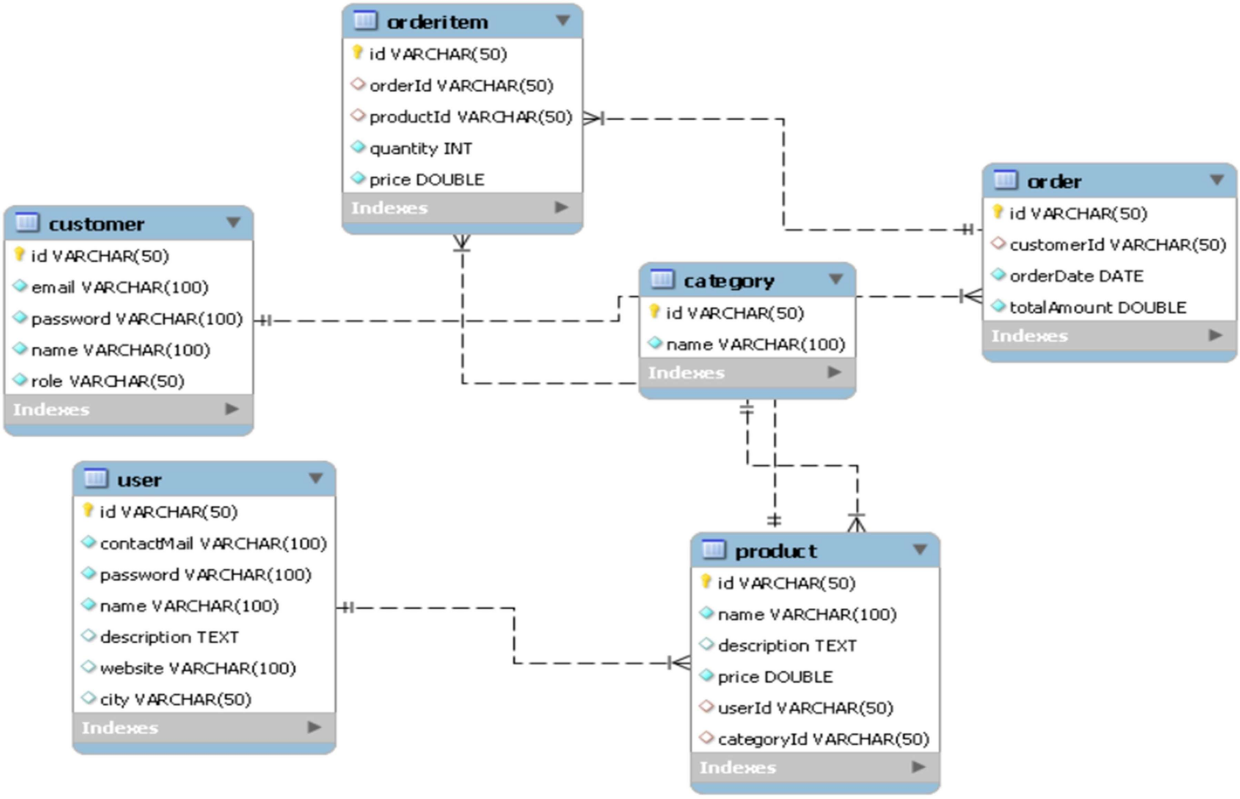 orderitem
id VARCHAR(50)
orderId VARCHAR(50)
productId VARCHAR(50)
quantity INT
price DOUBLE
Indexes
order
id VARCHAR(50)
customerId VARCHAR(50)
orderDate DATE
totalAmount DOUBLE
Indexes
customer
id VARCHAR(50)
email VARCHAR(100)
password VARCHAR(100)
name VARCHAR(100)
role VARCHAR(50)
Indexes
category
id VARCHAR(50)
name VARCHAR(100)
Indexes
user
id VARCHAR(50)
contactMail VARCHAR(100)
password VARCHAR(100)
name VARCHAR(100)
description TEXT
website VARCHAR(100)
city VARCHAR(50)
Indexes
product
id VARCHAR(50)
name VARCHAR(100)
description TEXT
price DOUBLE
userId VARCHAR(50)
categoryId VARCHAR(50)
Indexes